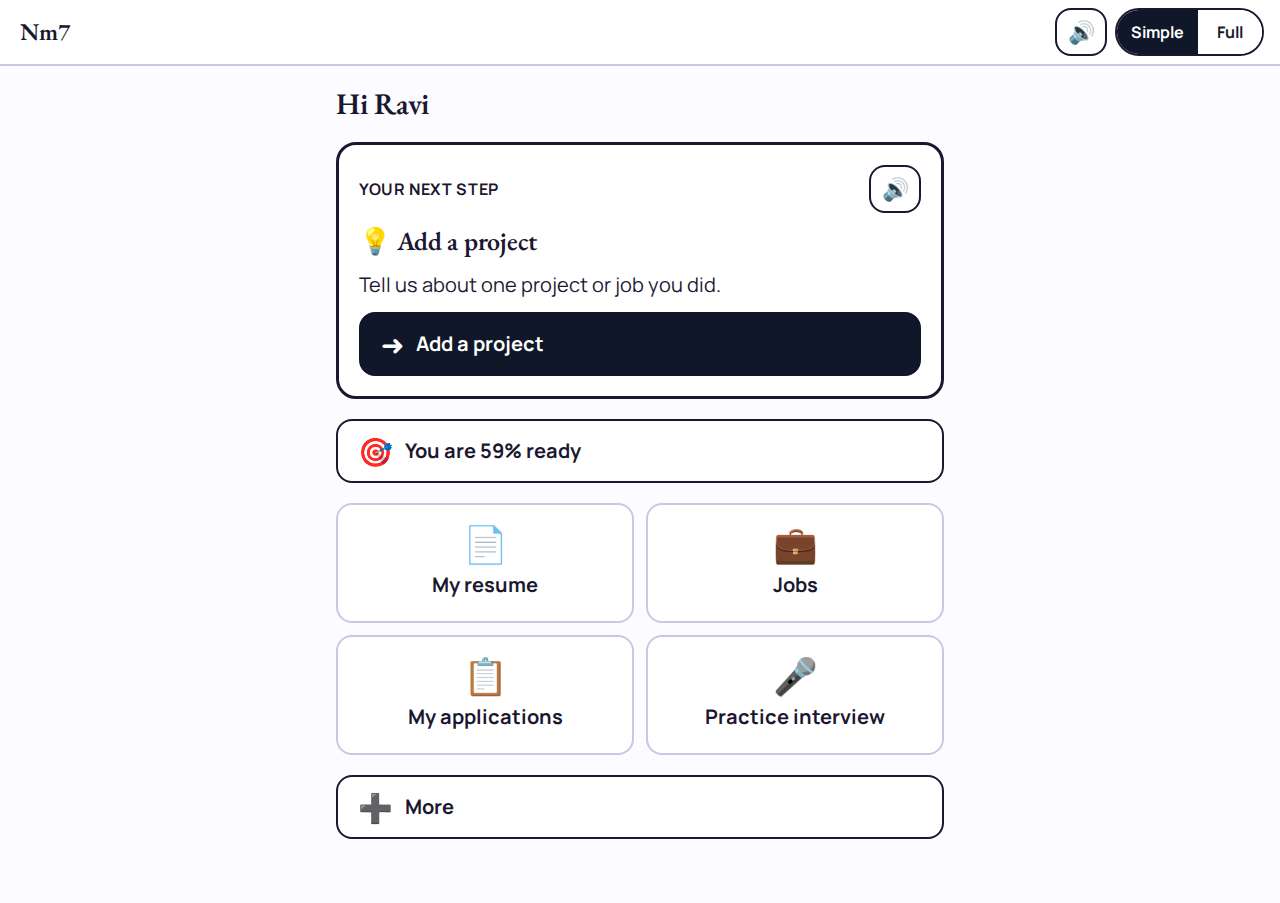 Nm7
Simple
Full
Hi Ravi
YOUR NEXT STEP
Add a project
Tell us about one project or job you did.
Add a project
You are 59% ready
My resume
Jobs
My applications
Practice interview
More